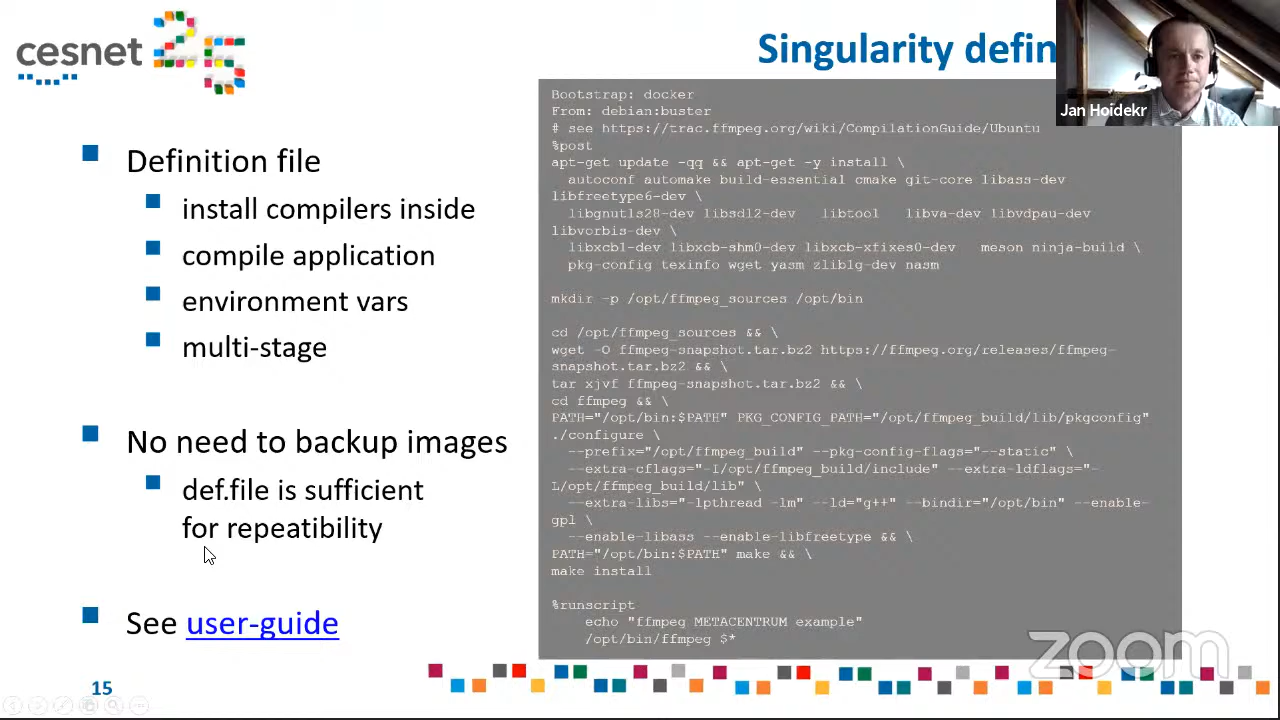 cesnet 25
Singularity defin
Jan Hoidekr
Definition file
install compilers inside
compile application
environment vars
multi-stage
No need to backup images
def.file is sufficient
for repeatibility
See user-guide
Bootstrap: docker
From: debian:buster
# see https://trac.ffmpeg.org/wiki/CompilationGuide/Ubuntu
%post
apt-get update -qq && apt-get -y install \
autoconf automake build-essential cmake git-core libass-dev
libfreetype6-dev \
libgnutls28-dev libsdl2-dev libtool libva-dev libvdpau-dev
libvorbis-dev \
libxcb1-dev libxcb-shm0-dev libxcb-xfixes0-dev meson ninja-build \
pkg-config texinfo wget yasm zlib1g-dev nasm
mkdir -p /opt/ffmpeg_sources /opt/bin
cd /opt/ffmpeg_sources && \
wget -O ffmpeg-snapshot.tar.bz2 https://ffmpeg.org/releases/ffmpeg-
snapshot.tar.bz2 && \
tar xjvf ffmpeg-snapshot.tar.bz2 && \
cd ffmpeg && \
PATH="/opt/bin:$PATH" PKG_CONFIG_PATH="/opt/ffmpeg_build/lib/pkgconfig"
./configure \
--prefix="/opt/ffmpeg_build" --pkg-config-flags="--static" \
--extra-cflags="-I/opt/ffmpeg_build/include" --extra-ldflags="-
L/opt/ffmpeg_build/lib" \
--extra-libs="-lpthread -lm" --ld="g++" --bindir="/opt/bin" --enable-
gpl \
--enable-libass --enable-libfreetype && \
PATH="/opt/bin:$PATH" make && \
make install
%runscript
echo "ffmpeg METACENTRUM example"
/opt/bin/ffmpeg $*
zoom
15